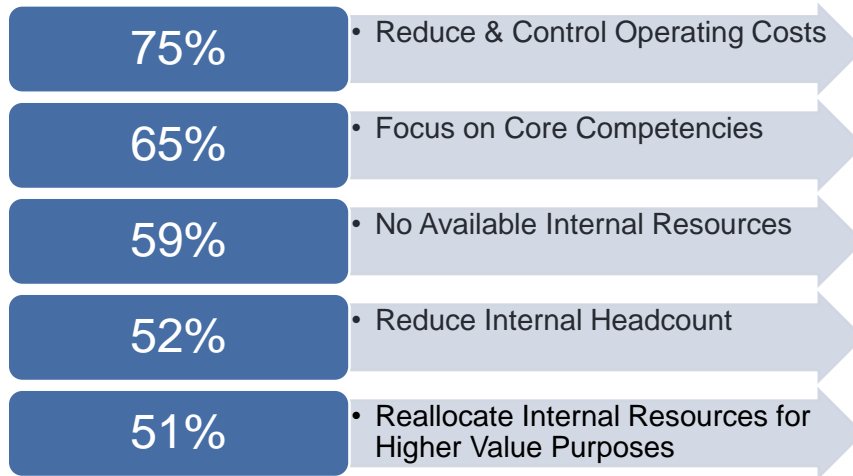 75%
• Reduce & Control Operating Costs
65%
• Focus on Core Competencies
59%
• No Available Internal Resources
52%
• Reduce Internal Headcount
51%
• Reallocate Internal Resources for
Higher Value Purposes